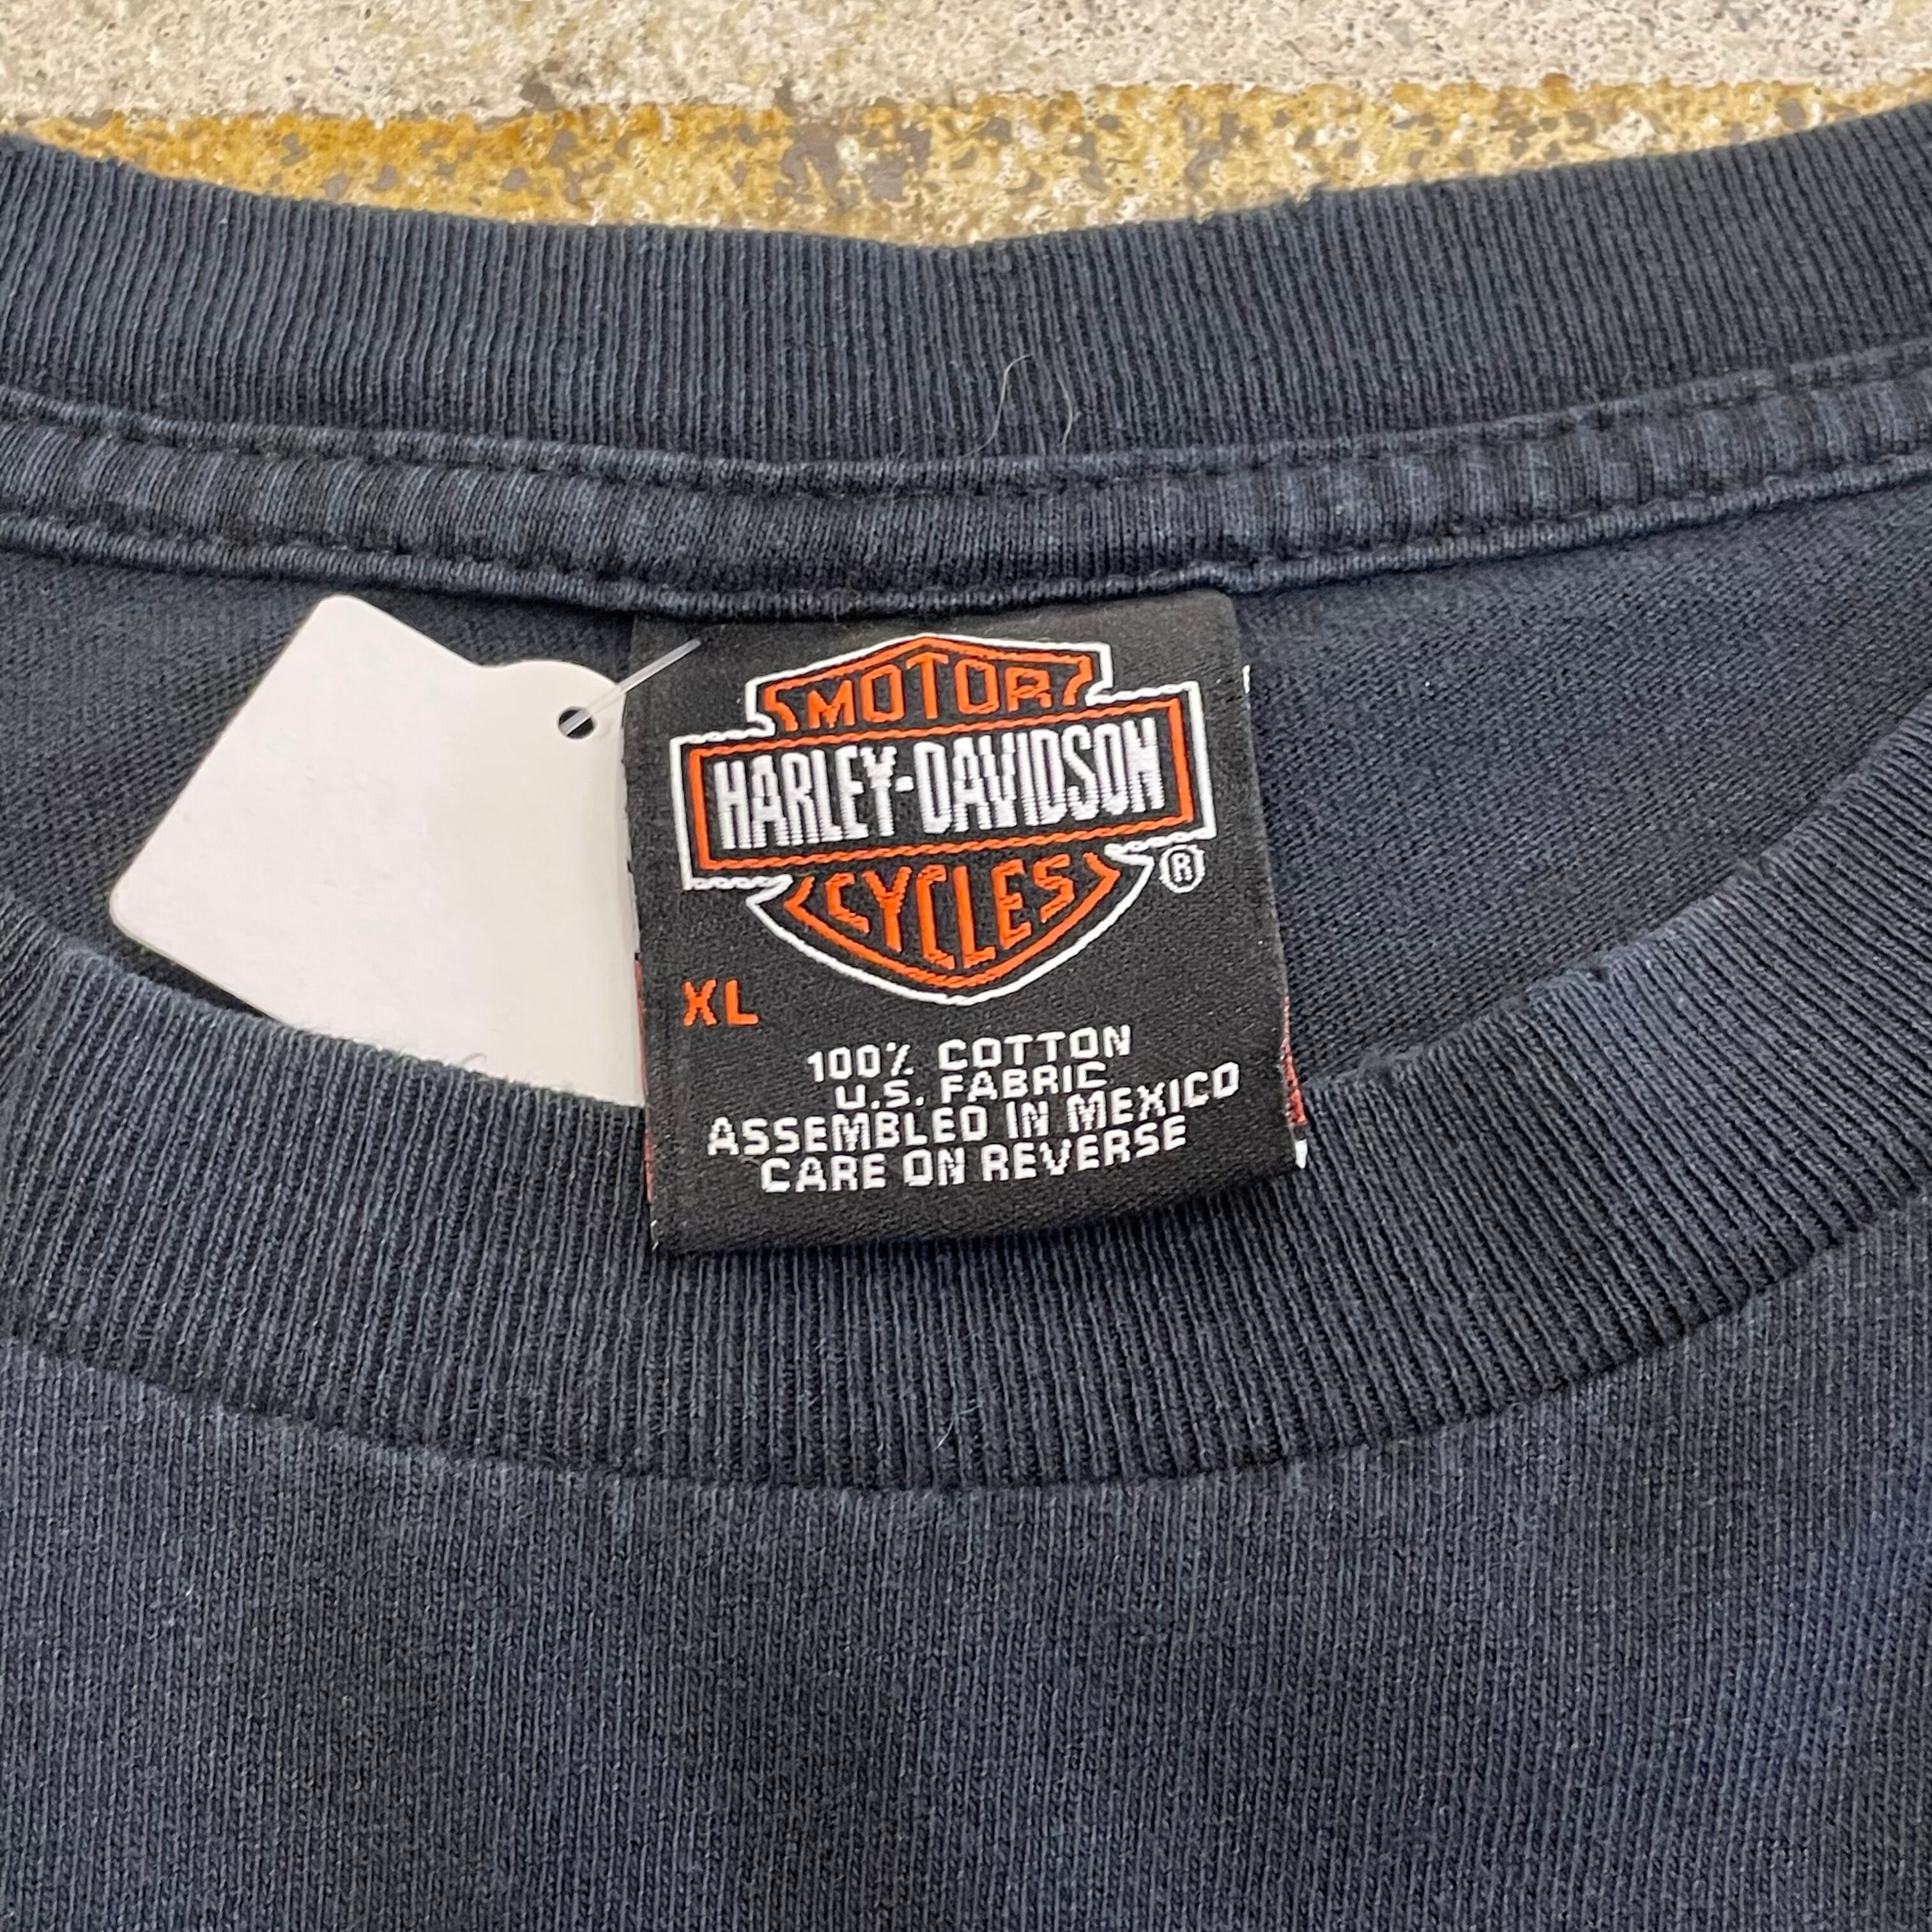 MOTOR
HARLEY-DAVIDSON
CYCLES
®
XL
100% COTTON
U.S. FABRIC
ASSEMBLED IN MEXICO
CARE ON REVERSE